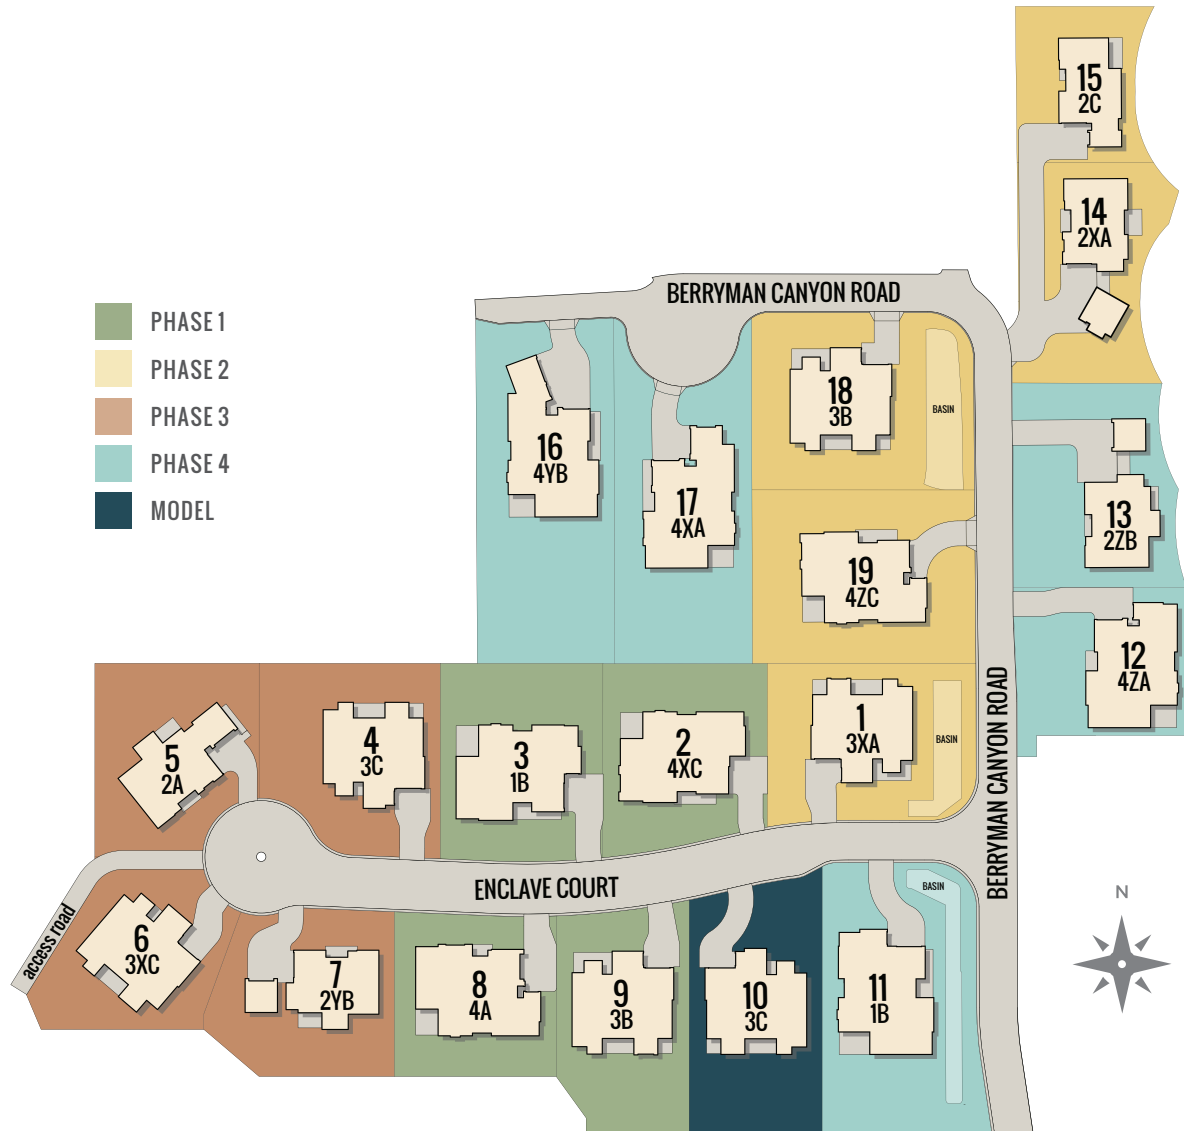 15
2C
14
2XA
BERRYMAN CANYON ROAD
PHASE 1
PHASE 2
PHASE 3
PHASE 4
MODEL
18
3B
BASIN
16
4YB
17
4XA
13
2ZB
19
4ZC
12
4ZA
BERRYMAN CANYON ROAD
5
2A
4
3C
3
1B
2
4XC
1
3XA
BASIN
ENCLAVE COURT
BASIN
N
access road
6
3XC
7
2YB
8
4A
9
3B
10
3C
11
1B